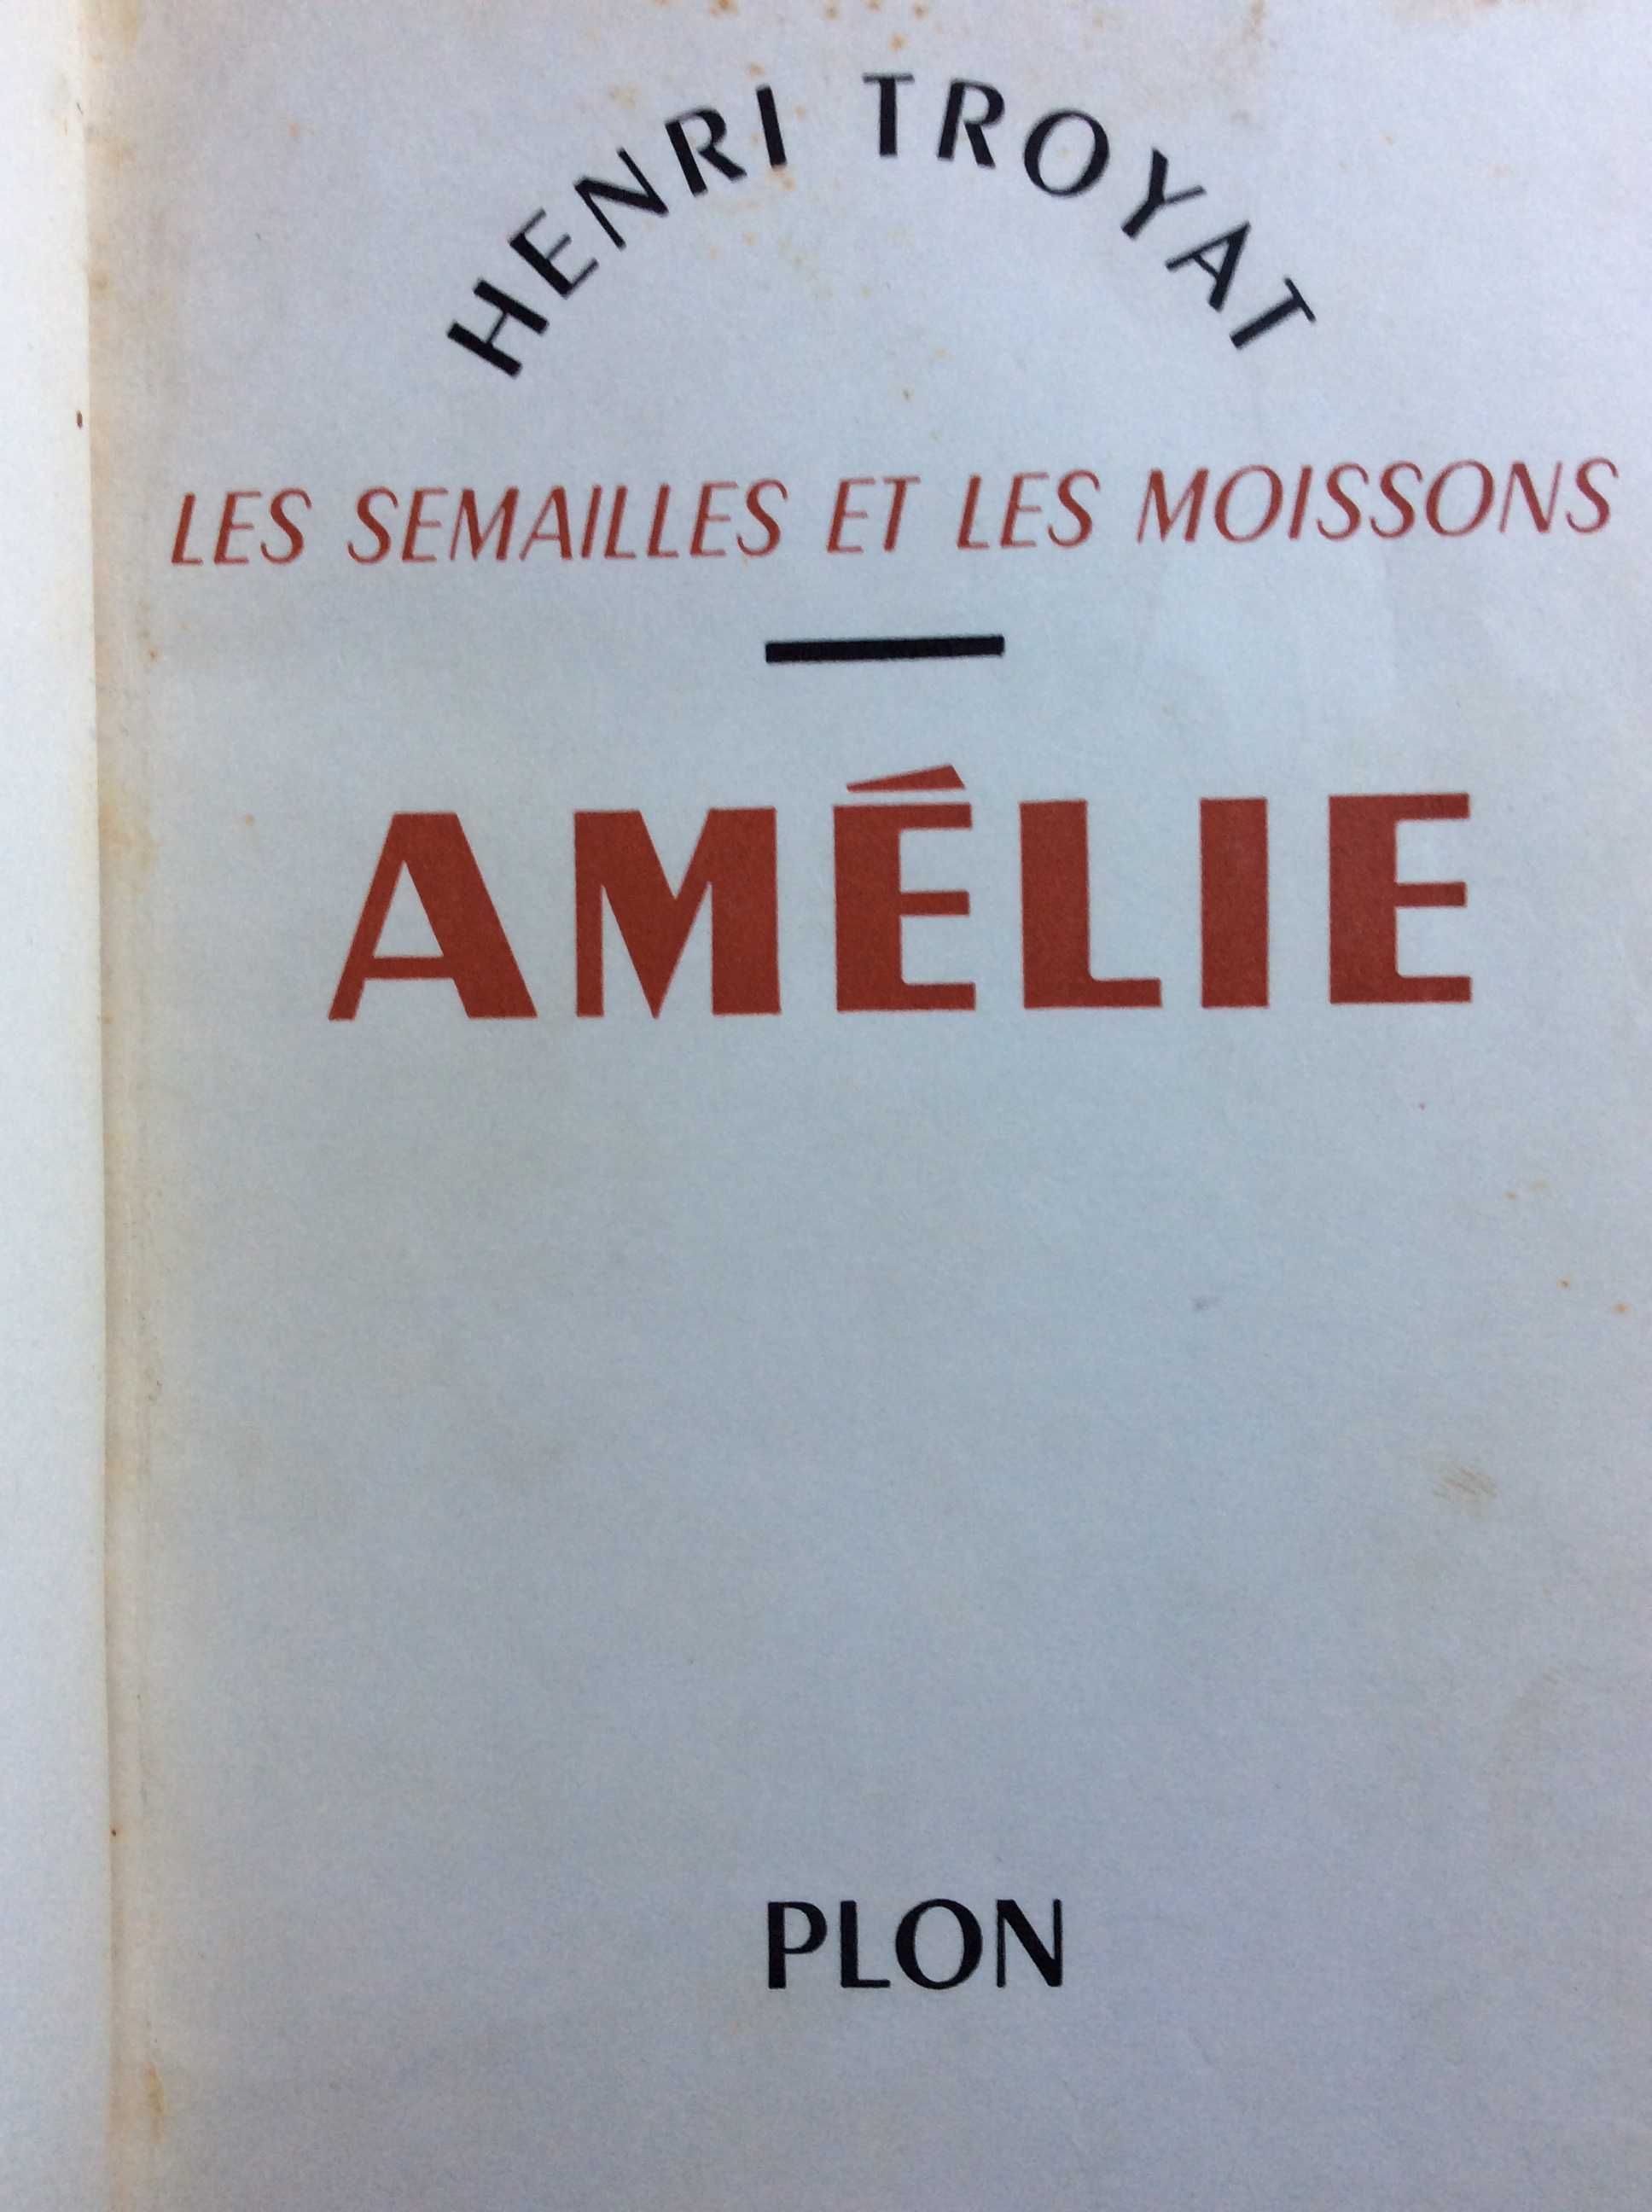 HENRI TROYAT
LES SEMAILLES ET LES MOISSONS
AMÉLIE
PLON